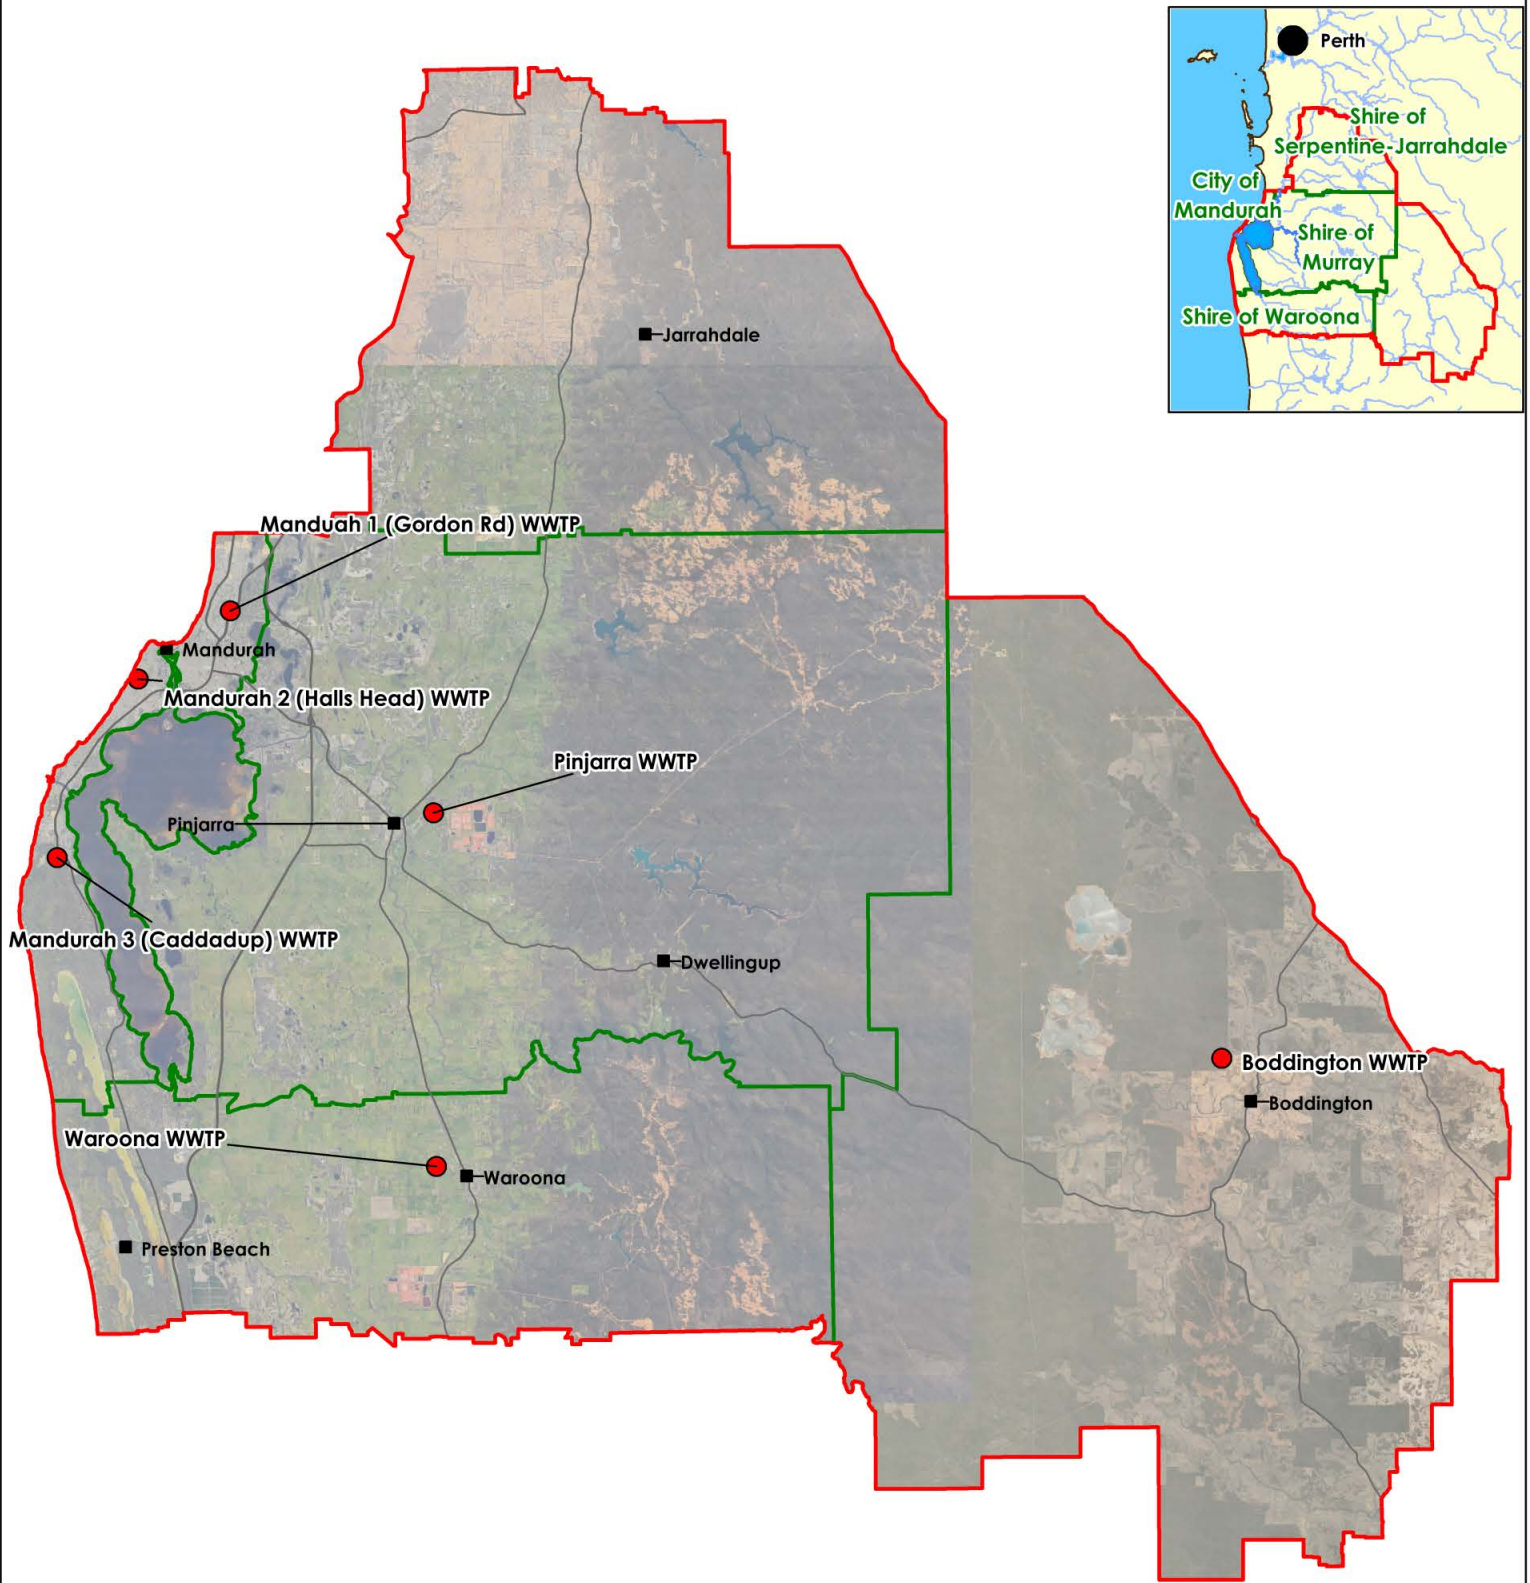 Perth
Shire of
Serpentine-Jarrahdale
City of
Mandurah
Shire of
Murray
Shire of Waroona
Jarrahdale
Manduah 1 (Gordon Rd) WWTP
Mandurah
Mandurah 2 (Halls Head) WWTP
Pinjarra WWTP
Pinjarra
Mandurah 3 (Caddadup) WWTP
Dwellingup
Boddington WWTP
Boddington
Waroona WWTP
Waroona
Preston Beach